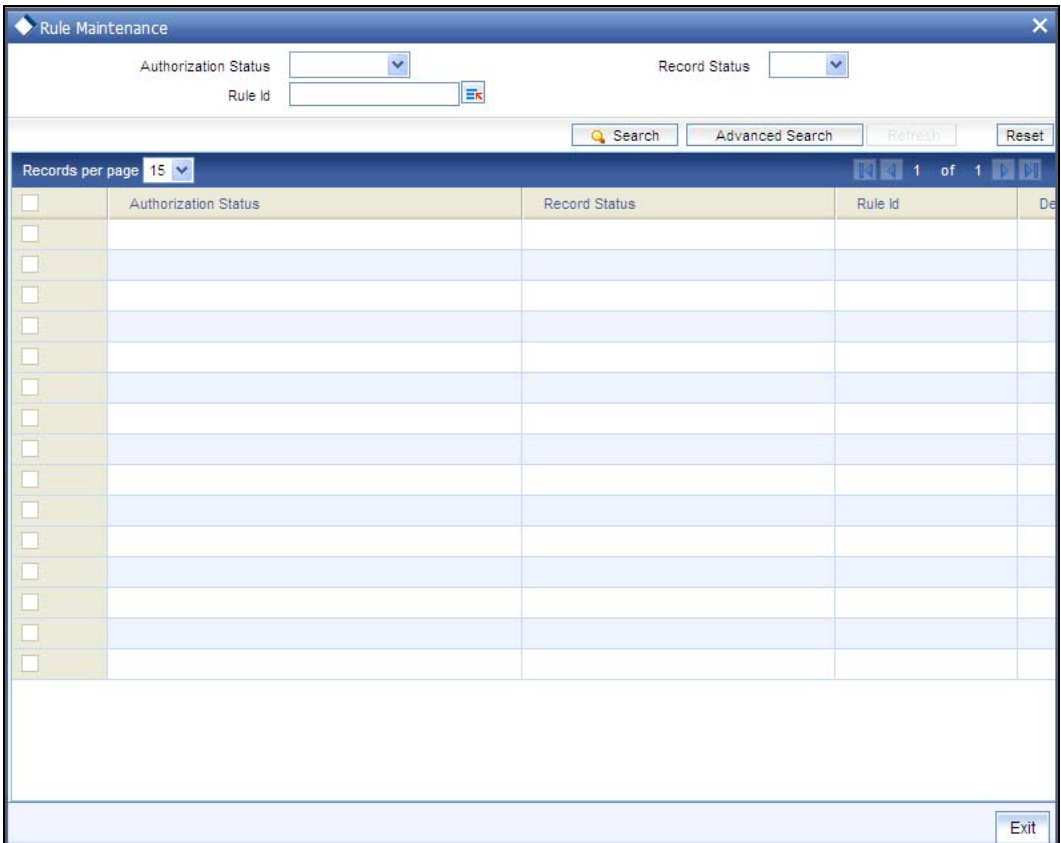 Rule Maintenance
Authorization Status
Record Status
Rule Id
Search
Advanced Search
Refresh
Reset
Records per page 15
1 of 1
Authorization Status Record Status Rule Id De
Exit